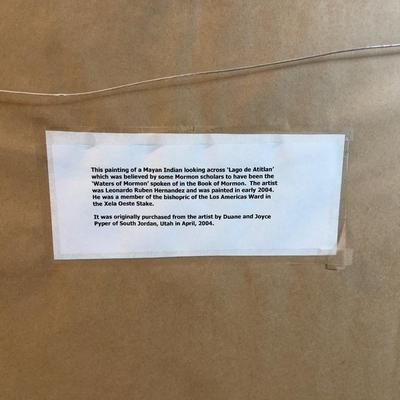 This painting of a Mayan Indian looking across 'Lago de Atitlan'
which was believed by some Mormon scholars to have been the
'Waters of Mormon' spoken of in the Book of Mormon. The artist
was Leonardo Ruben Hernandez and was painted in early 2004.
He was a member of the bishopric of the Los Americas Ward in
the Xela Oeste Stake.
It was originally purchased from the artist by Duane and Joyce
Pyper of South Jordan, Utah in April, 2004.